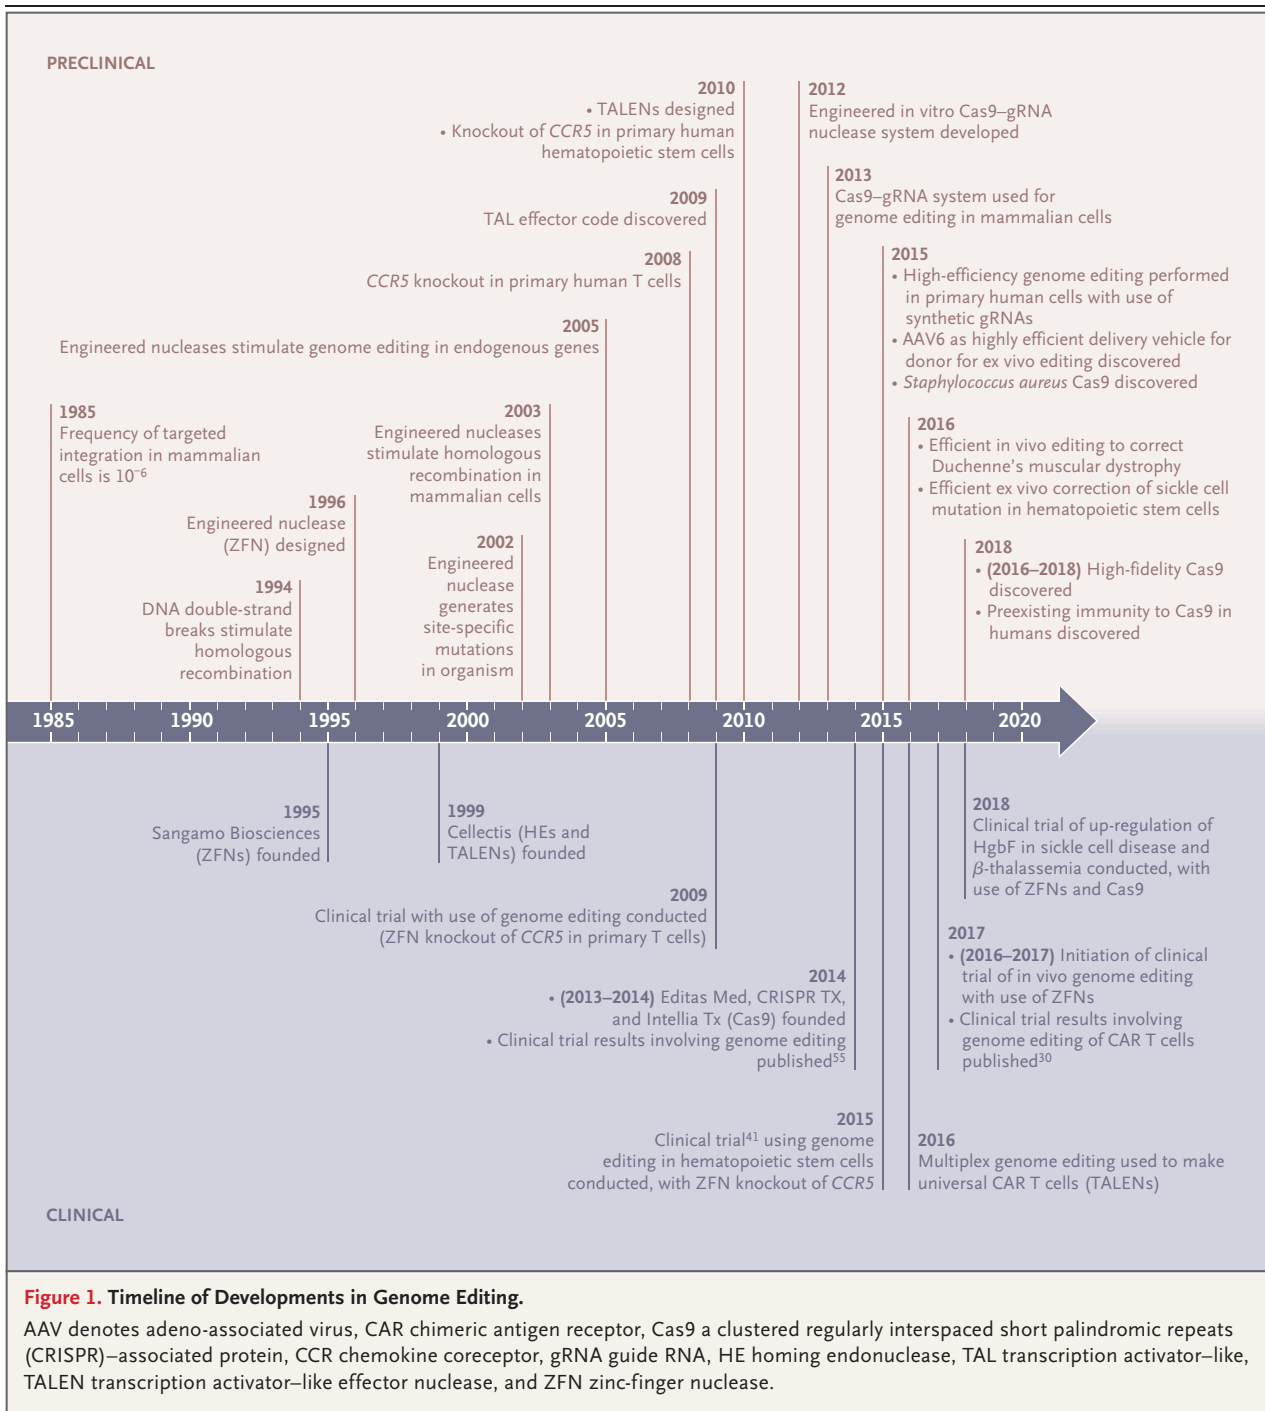 PRECLINICAL
2010
• TALENs designed
• Knockout of CCR5 in primary human
hematopoietic stem cells
2012
Engineered in vitro Cas9–gRNA
nuclease system developed
2013
Cas9–gRNA system used for
genome editing in mammalian cells
2009
TAL effector code discovered
2008
CCR5 knockout in primary human T cells
2015
• High-efficiency genome editing performed
in primary human cells with use of
synthetic gRNAs
• AAV6 as highly efficient delivery vehicle for
donor for ex vivo editing discovered
• Staphylococcus aureus Cas9 discovered
2005
Engineered nucleases stimulate genome editing in endogenous genes
1985
Frequency of targeted
integration in mammalian
cells is 10⁻⁶
2003
Engineered nucleases
stimulate homologous
recombination in
mammalian cells
2016
• Efficient in vivo editing to correct
Duchenne’s muscular dystrophy
• Efficient ex vivo correction of sickle cell
mutation in hematopoietic stem cells
1996
Engineered nuclease
(ZFN) designed
2002
Engineered
nuclease
generates
site-specific
mutations
in organism
2018
• (2016–2018) High-fidelity Cas9
discovered
• Preexisting immunity to Cas9 in
humans discovered
1994
DNA double-strand
breaks stimulate
homologous
recombination
1985 1990 1995 2000 2005 2010 2015 2020
1995
Sangamo Biosciences
(ZFNs) founded
1999
Cellectis (HEs and
TALENs) founded
2018
Clinical trial of up-regulation of
HgbF in sickle cell disease and
β-thalassemia conducted, with
use of ZFNs and Cas9
2009
Clinical trial with use of genome editing conducted
(ZFN knockout of CCR5 in primary T cells)
2017
• (2016–2017) Initiation of clinical
trial of in vivo genome editing
with use of ZFNs
• Clinical trial results involving
genome editing of CAR T cells
published³⁰
2014
• (2013–2014) Editas Med, CRISPR TX,
and Intellia Tx (Cas9) founded
• Clinical trial results involving genome editing
published⁵⁵
2015
Clinical trial⁴¹ using genome
editing in hematopoietic stem cells
conducted, with ZFN knockout of CCR5
2016
Multiplex genome editing used to make
universal CAR T cells (TALENs)
CLINICAL
Figure 1. Timeline of Developments in Genome Editing.
AAV denotes adeno-associated virus, CAR chimeric antigen receptor, Cas9 a clustered regularly interspaced short palindromic repeats
(CRISPR)–associated protein, CCR chemokine coreceptor, gRNA guide RNA, HE homing endonuclease, TAL transcription activator–like,
TALEN transcription activator–like effector nuclease, and ZFN zinc-finger nuclease.